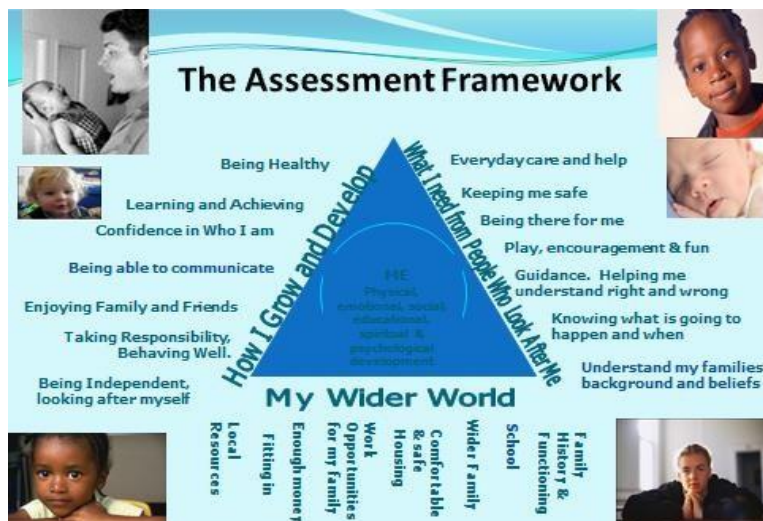 The Assessment Framework
Being Healthy
Learning and Achieving
Confidence in Who I am
Being able to communicate
Enjoying Family and Friends
Taking Responsibility,
Behaving Well.
Being Independent,
looking after myself
How I Grow and Develop
What I need from People Who Look After Me
Everyday care and help
Keeping me safe
Being there for me
Play, encouragement & fun
Guidance. Helping me
understand right and wrong
Knowing what is going to
happen and when
Understand my families
background and beliefs
ME
Physical,
emotional, social,
educational,
spiritual &
psychological
development
My Wider World
Local
Resources
Fitting in
Enough money
Work
Opportunities
for my family
Comfortable
& safe
Housing
Wider Family
School
Family
History &
Functioning